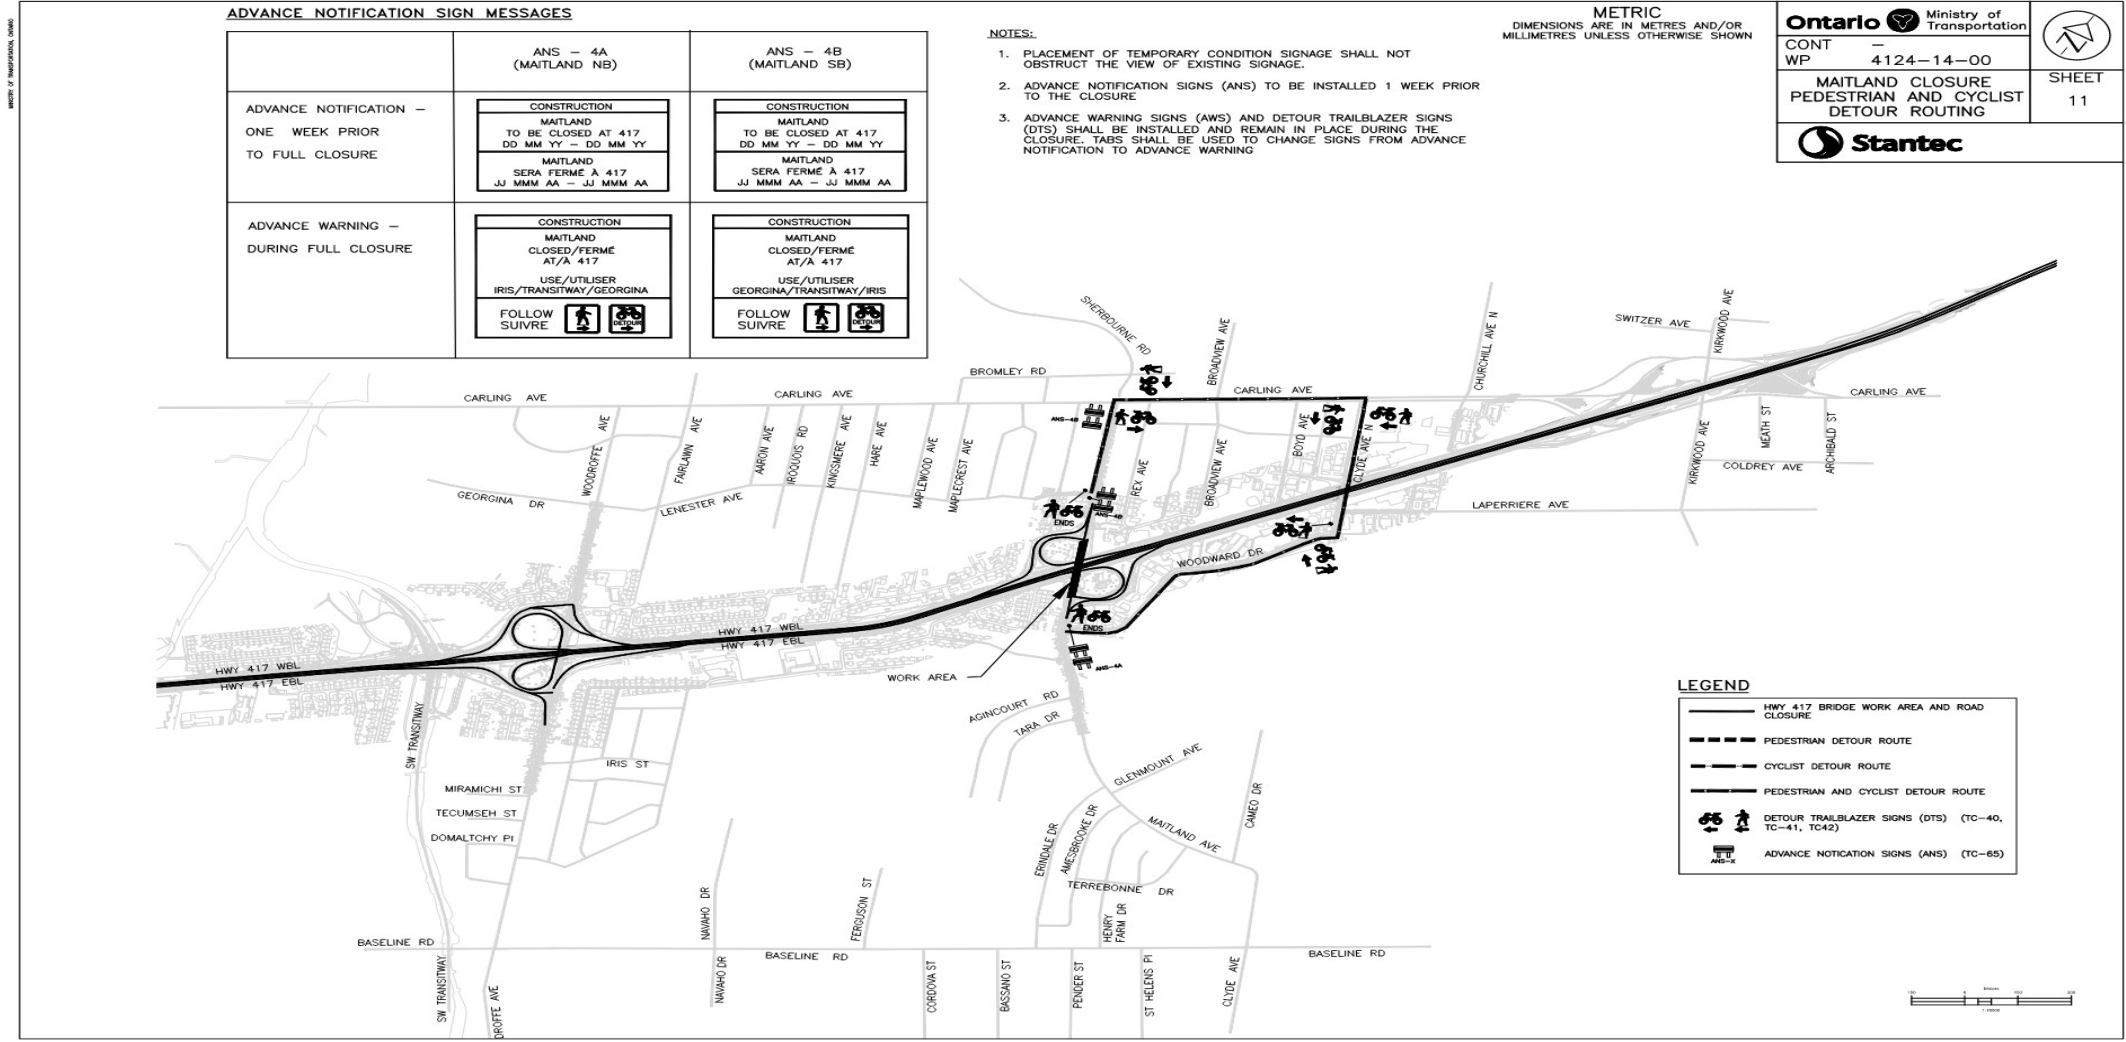 MINISTRY OF TRANSPORTATION, ONTARIO
ADVANCE NOTIFICATION SIGN MESSAGES
ANS – 4A
(MAITLAND NB)
ANS – 4B
(MAITLAND SB)
ADVANCE NOTIFICATION –
ONE WEEK PRIOR
TO FULL CLOSURE
CONSTRUCTION
MAITLAND
TO BE CLOSED AT 417
DD MM YY – DD MM YY
MAITLAND
SERA FERMÉ À 417
JJ MMM AA – JJ MMM AA
CONSTRUCTION
MAITLAND
TO BE CLOSED AT 417
DD MM YY – DD MM YY
MAITLAND
SERA FERMÉ À 417
JJ MMM AA – JJ MMM AA
ADVANCE WARNING –
DURING FULL CLOSURE
CONSTRUCTION
MAITLAND
CLOSED/FERMÉ
AT/À 417
USE/UTILISER
IRIS/TRANSITWAY/GEORGINA
FOLLOW
SUIVRE
DETOUR
CONSTRUCTION
MAITLAND
CLOSED/FERMÉ
AT/À 417
USE/UTILISER
GEORGINA/TRANSITWAY/IRIS
FOLLOW
SUIVRE
DETOUR
NOTES:
1. PLACEMENT OF TEMPORARY CONDITION SIGNAGE SHALL NOT
OBSTRUCT THE VIEW OF EXISTING SIGNAGE.
2. ADVANCE NOTIFICATION SIGNS (ANS) TO BE INSTALLED 1 WEEK PRIOR
TO THE CLOSURE
3. ADVANCE WARNING SIGNS (AWS) AND DETOUR TRAILBLAZER SIGNS
(DTS) SHALL BE INSTALLED AND REMAIN IN PLACE DURING THE
CLOSURE. TABS SHALL BE USED TO CHANGE SIGNS FROM ADVANCE
NOTIFICATION TO ADVANCE WARNING
METRIC
DIMENSIONS ARE IN METRES AND/OR
MILLIMETRES UNLESS OTHERWISE SHOWN
Ontario
Ministry of
Transportation
CONT –
WP 4124-14-00
MAITLAND CLOSURE
PEDESTRIAN AND CYCLIST
DETOUR ROUTING
SHEET
11
Stantec
SHERBOURNE RD
BROADVIEW AVE
CHURCHILL AVE N
SWITZER AVE
KIRKWOOD AVE
BROMLEY RD
CARLING AVE
CARLING AVE
CARLING AVE
CARLING AVE
ANS-4B
WOODROFFE AVE
FAIRLAWN AVE
AARON AVE
IROQUOIS RD
KINGSMERE AVE
HARE AVE
MAPLEWOOD AVE
MAPLECREST AVE
REX AVE
BROADVIEW AVE
BOYD AVE
CLYDE AVE N
KIRKWOOD AVE
MEATH ST
ARCHIBALD ST
COLDREY AVE
GEORGINA DR
LENESTER AVE
LAPERRIERE AVE
ANS-4B
ENDS
WOODWARD DR
ENDS
HWY 417 WBL
HWY 417 EBL
HWY 417 WBL
HWY 417 EBL
WORK AREA
ANS-4A
AGINCOURT RD
TARA DR
SW TRANSITWAY
IRIS ST
GLENMOUNT AVE
MIRAMICHI ST
TECUMSEH ST
DOMALTCHY Pl
ERINDALE DR
AMESBROOKE DR
MAITLAND AVE
CAMEO DR
TERREBONNE DR
NAVAHO DR
FERGUSON ST
HENRY
FARM DR
BASELINE RD
BASELINE RD
BASELINE RD
SW TRANSITWAY
DROFFE AVE
NAVAHO DR
CORDOVA ST
BASSANO ST
PENDER ST
ST HELENS Pl
CLYDE AVE
LEGEND
HWY 417 BRIDGE WORK AREA AND ROAD
CLOSURE
PEDESTRIAN DETOUR ROUTE
CYCLIST DETOUR ROUTE
PEDESTRIAN AND CYCLIST DETOUR ROUTE
DETOUR TRAILBLAZER SIGNS (DTS) (TC-40,
TC-41, TC42)
ANS-X
ADVANCE NOTICATION SIGNS (ANS) (TC-65)